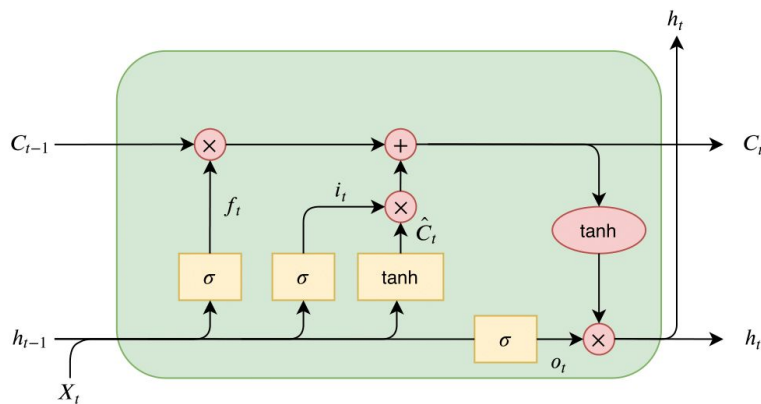 h_t
C_{t-1} × + C_t
f_t i_t × Ĉ_t tanh
σ σ tanh
h_{t-1} σ o_t × h_t
X_t